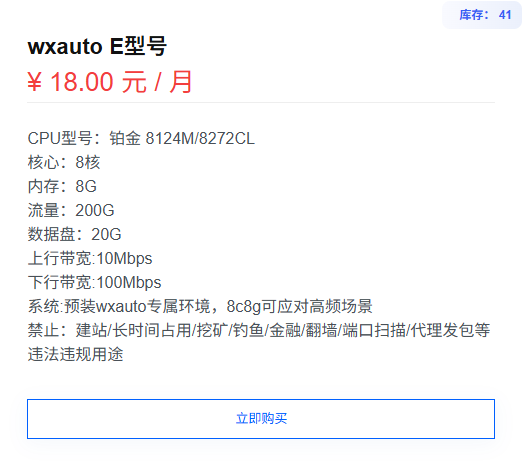 库存： 41
wxauto E型号
¥ 18.00 元 / 月
CPU型号：铂金 8124M/8272CL
核心：8核
内存：8G
流量：200G
数据盘：20G
上行带宽:10Mbps
下行带宽:100Mbps
系统:预装wxauto专属环境，8c8g可应对高频场景
禁止：建站/长时间占用/挖矿/钓鱼/金融/翻墙/端口扫描/代理发包等
违法违规用途
立即购买